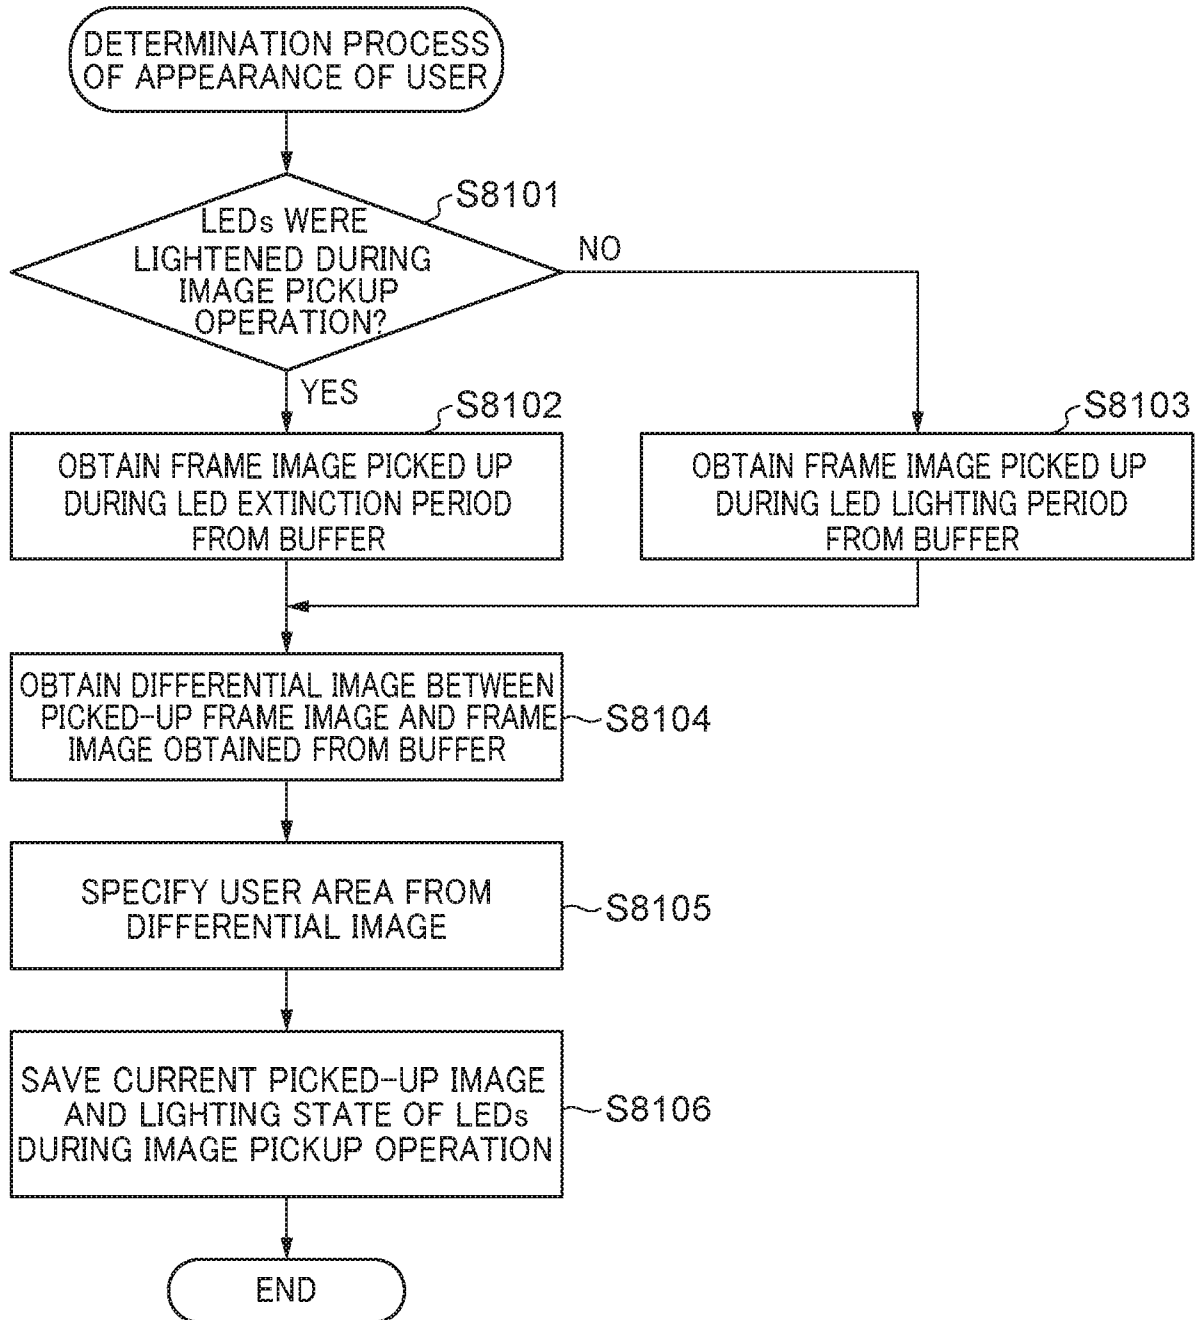 DETERMINATION PROCESS
OF APPEARANCE OF USER
S8101
LEDs WERE
LIGHTENED DURING
IMAGE PICKUP
OPERATION?
NO
YES
S8102
OBTAIN FRAME IMAGE PICKED UP
DURING LED EXTINCTION PERIOD
FROM BUFFER
S8103
OBTAIN FRAME IMAGE PICKED UP
DURING LED LIGHTING PERIOD
FROM BUFFER
OBTAIN DIFFERENTIAL IMAGE BETWEEN
PICKED-UP FRAME IMAGE AND FRAME
IMAGE OBTAINED FROM BUFFER
S8104
SPECIFY USER AREA FROM
DIFFERENTIAL IMAGE
S8105
SAVE CURRENT PICKED-UP IMAGE
AND LIGHTING STATE OF LEDs
DURING IMAGE PICKUP OPERATION
S8106
END